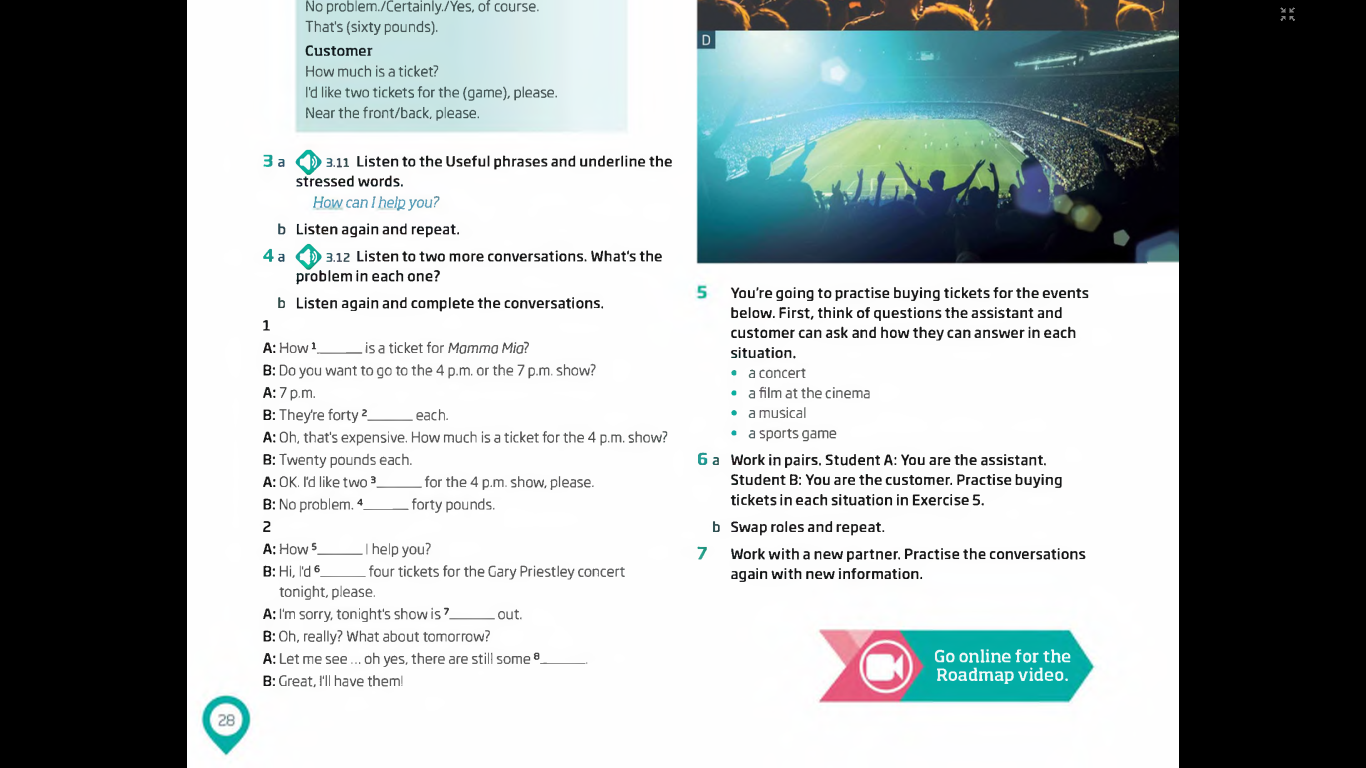 No problem./Certainly./Yes, of course.
That's (sixty pounds).
Customer
How much is a ticket?
I'd like two tickets for the (game), please.
Near the front/back, please.
3 a 3.11 Listen to the Useful phrases and underline the
stressed words.
How can I help you?
b Listen again and repeat.
4 a 3.12 Listen to two more conversations. What's the
problem in each one?
b Listen again and complete the conversations.
1
A: How 1______ is a ticket for Mamma Mia?
B: Do you want to go to the 4 p.m. or the 7 p.m. show?
A: 7 p.m.
B: They're forty 2______ each.
A: Oh, that's expensive. How much is a ticket for the 4 p.m. show?
B: Twenty pounds each.
A: OK. I'd like two 3______ for the 4 p.m. show, please.
B: No problem. 4______ forty pounds.
2
A: How 5______ I help you?
B: Hi, I'd 6______ four tickets for the Gary Priestley concert
tonight, please.
A: I'm sorry, tonight's show is 7______ out.
B: Oh, really? What about tomorrow?
A: Let me see ... oh yes, there are still some 8______.
B: Great, I'll have them!
28
D
5 You're going to practise buying tickets for the events
below. First, think of questions the assistant and
customer can ask and how they can answer in each
situation.
• a concert
• a film at the cinema
• a musical
• a sports game
6 a Work in pairs. Student A: You are the assistant.
Student B: You are the customer. Practise buying
tickets in each situation in Exercise 5.
b Swap roles and repeat.
7 Work with a new partner. Practise the conversations
again with new information.
Go online for the
Roadmap video.